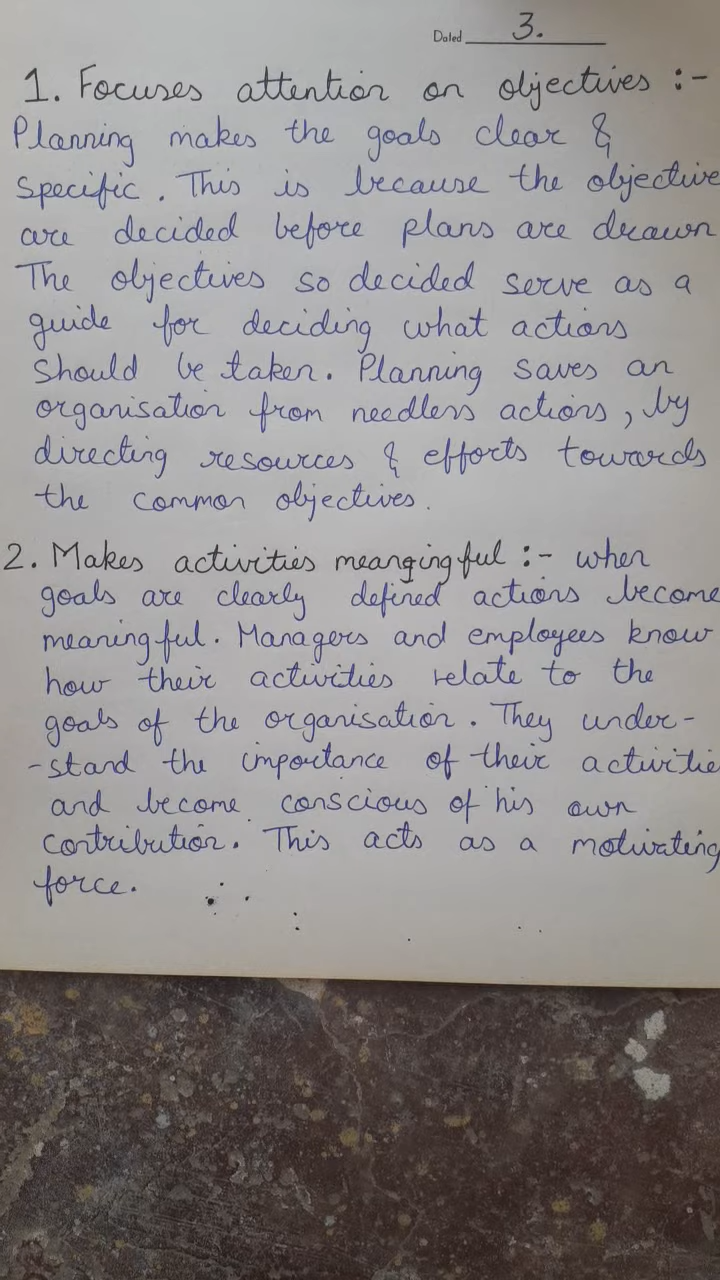 Dated 3.
1. Focuses attention on objectives :-
Planning makes the goals clear &
Specific. This is because the objective
are decided before plans are drawn
The objectives so decided serve as a
guide for deciding what actions
should be taken. Planning saves an
organisation from needless actions, by
directing resources & efforts towards
the common objectives.
2. Makes activities meangingful :- when
goals are clearly defined actions become
meaningful. Managers and employees know
how their activities relate to the
goals of the organisation. They under-
-stand the importance of their activitie
and become conscious of his own
contribution. This acts as a motivating
force.